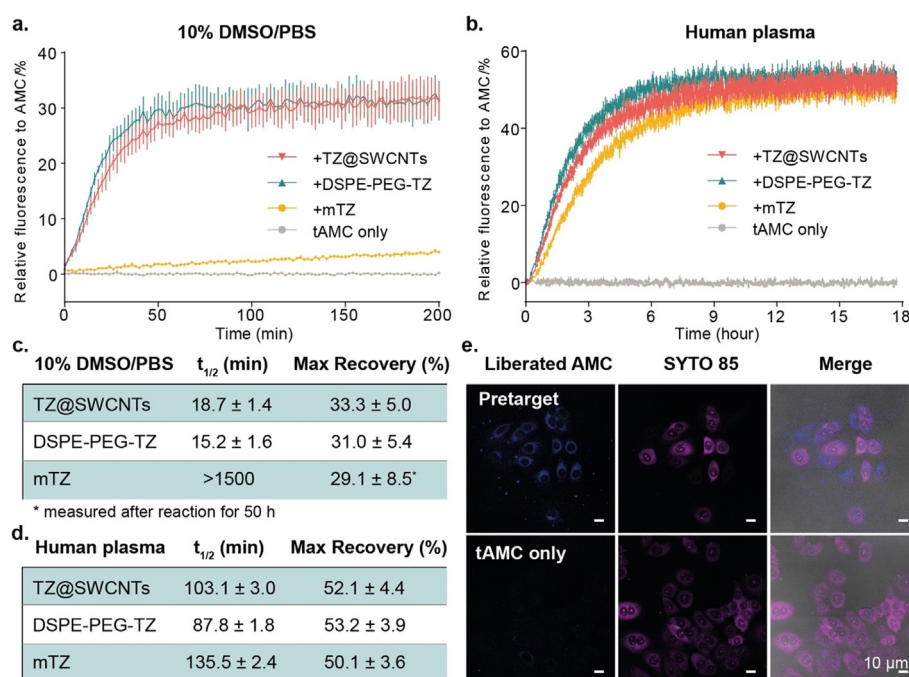 a.
10% DMSO/PBS
Relative fluorescence to AMC/%
40
30
20
10
0
0
50
100
150
200
Time (min)
+TZ@SWCNTs
+DSPE-PEG-TZ
+mTZ
tAMC only
b.
Human plasma
Relative fluorescence to AMC/%
60
40
20
0
0
3
6
9
12
15
18
Time (hour)
+TZ@SWCNTs
+DSPE-PEG-TZ
+mTZ
tAMC only
c.
10% DMSO/PBS t1/2 (min) Max Recovery (%)
TZ@SWCNTs 18.7 ± 1.4 33.3 ± 5.0
DSPE-PEG-TZ 15.2 ± 1.6 31.0 ± 5.4
mTZ >1500 29.1 ± 8.5*
* measured after reaction for 50 h
d.
Human plasma t1/2 (min) Max Recovery (%)
TZ@SWCNTs 103.1 ± 3.0 52.1 ± 4.4
DSPE-PEG-TZ 87.8 ± 1.8 53.2 ± 3.9
mTZ 135.5 ± 2.4 50.1 ± 3.6
e.
Liberated AMC SYTO 85 Merge
Pretarget
tAMC only
10 µm